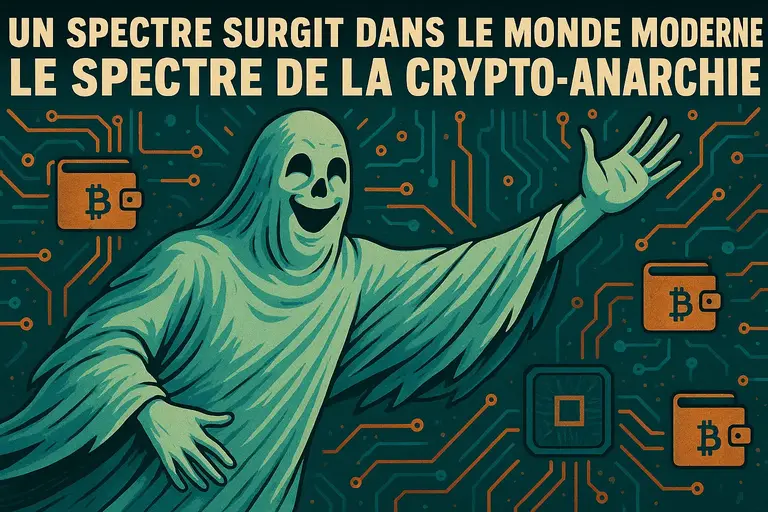 UN SPECTRE SURGIT DANS LE MONDE MODERNE
LE SPECTRE DE LA CRYPTO-ANARCHIE